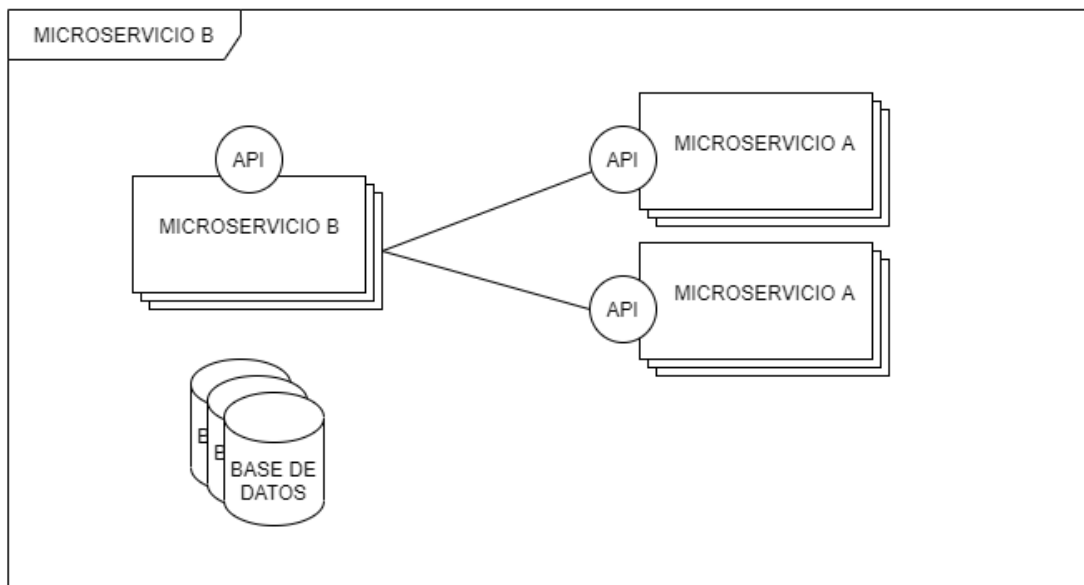 MICROSERVICIO B
API
MICROSERVICIO B
API
MICROSERVICIO A
API
MICROSERVICIO A
B
B
BASE DE
DATOS